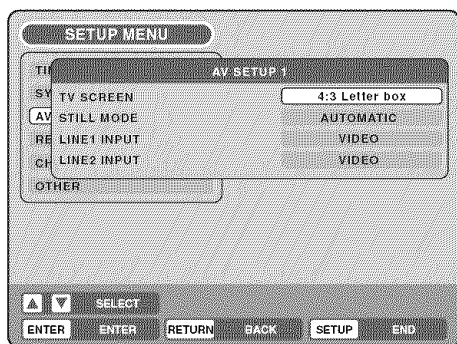 SETUP MENU
TI
AV SETUP 1
SY
TV SCREEN 4:3 Letter box
AV
STILL MODE AUTOMATIC
RE
LINE1 INPUT VIDEO
CH
LINE2 INPUT VIDEO
OTHER
SELECT
ENTER ENTER RETURN BACK SETUP END